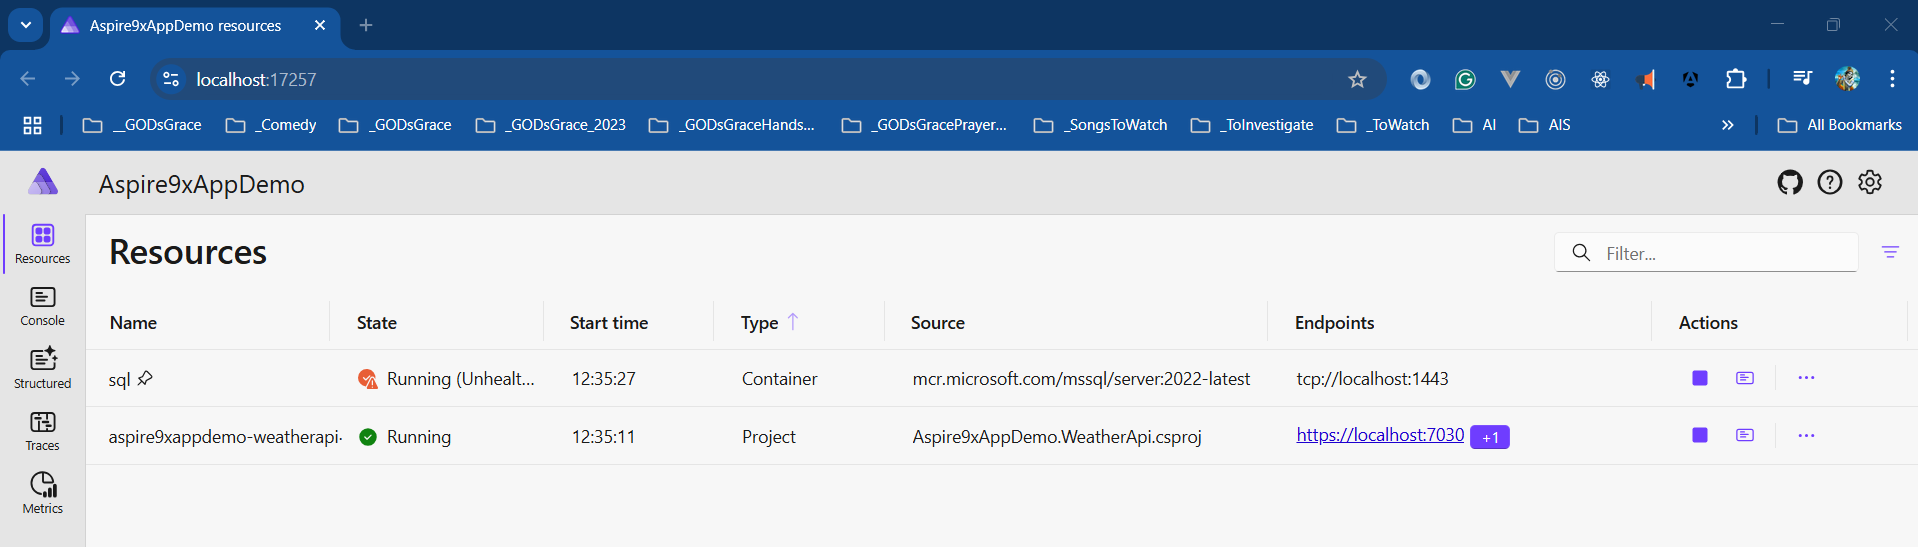 Aspire9xAppDemo resources
localhost:17257
__GODsGrace _Comedy _GODsGrace _GODsGrace_2023 _GODsGraceHands... _GODsGracePrayer... _SongsToWatch _ToInvestigate _ToWatch AI AIS » All Bookmarks
Aspire9xAppDemo
Resources
Console
Structured
Traces
Metrics
Resources
Filter...
Name State Start time Type Source Endpoints Actions
sql Running (Unhealt... 12:35:27 Container mcr.microsoft.com/mssql/server:2022-latest tcp://localhost:1443
aspire9xappdemo-weatherapi- Running 12:35:11 Project Aspire9xAppDemo.WeatherApi.csproj https://localhost:7030 +1